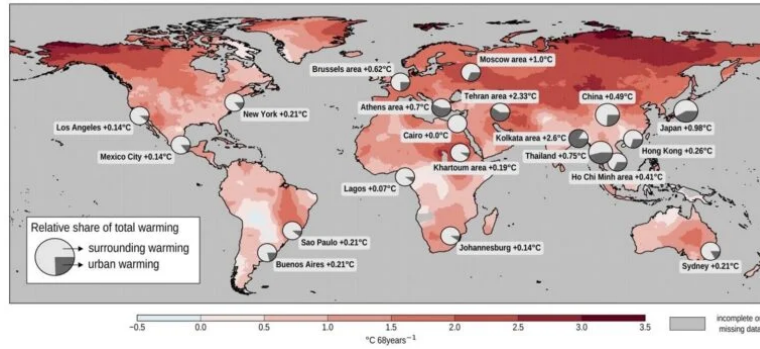 Moscow area +1.0°C
Brussels area +0.62°C
Tehran area +2.33°C
China +0.49°C
Athens area +0.7°C
New York +0.21°C
Los Angeles +0.14°C
Cairo +0.0°C
Kolkata area +2.6°C
Japan +0.98°C
Mexico City +0.14°C
Hong Kong +0.26°C
Thailand +0.75°C
Khartoum area +0.19°C
Ho Chi Minh area +0.41°C
Lagos +0.07°C
Relative share of total warming
surrounding warming
urban warming
Sao Paulo +0.21°C
Johannesburg +0.14°C
Buenos Aires +0.21°C
Sydney +0.21°C
−0.5 0.0 0.5 1.0 1.5 2.0 2.5 3.0 3.5
°C 68years⁻¹
incomplete or
missing data